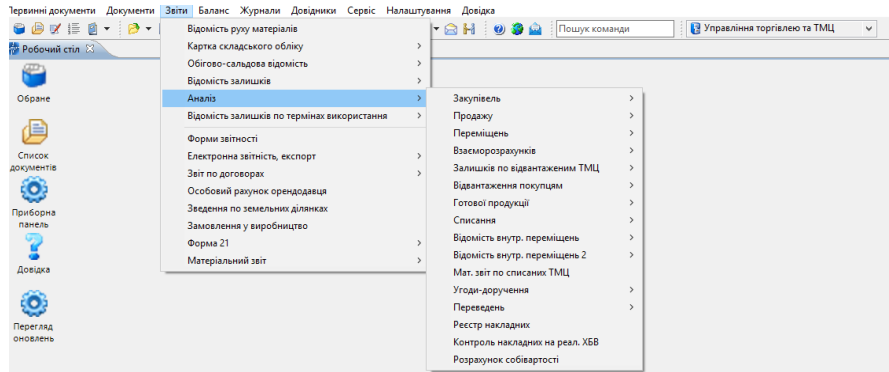 Первинні документи Документи Звіти Баланс Журнали Довідники Сервіс Налаштування Довідка
Пошук команди
Управління торгівлею та ТМЦ
Робочий стіл
Обране
Список
документів
Приборна
панель
Довідка
Перегляд
оновлень
Відомість руху матеріалів
Картка складського обліку
Обігово-сальдова відомість
Відомість залишків
Аналіз
Відомість залишків по термінах використання
Форми звітності
Електронна звітність, експорт
Звіт по договорах
Особовий рахунок орендодавця
Зведення по земельних ділянках
Замовлення у виробництво
Форма 21
Матеріальний звіт
Закупівель
Продажу
Переміщень
Взаєморозрахунків
Залишків по відвантаженим ТМЦ
Відвантаження покупцям
Готової продукції
Списання
Відомість внутр. переміщень
Відомість внутр. переміщень 2
Мат. звіт по списаних ТМЦ
Угоди-доручення
Переведень
Реєстр накладних
Контроль накладних на реал. ХБВ
Розрахунок собівартості